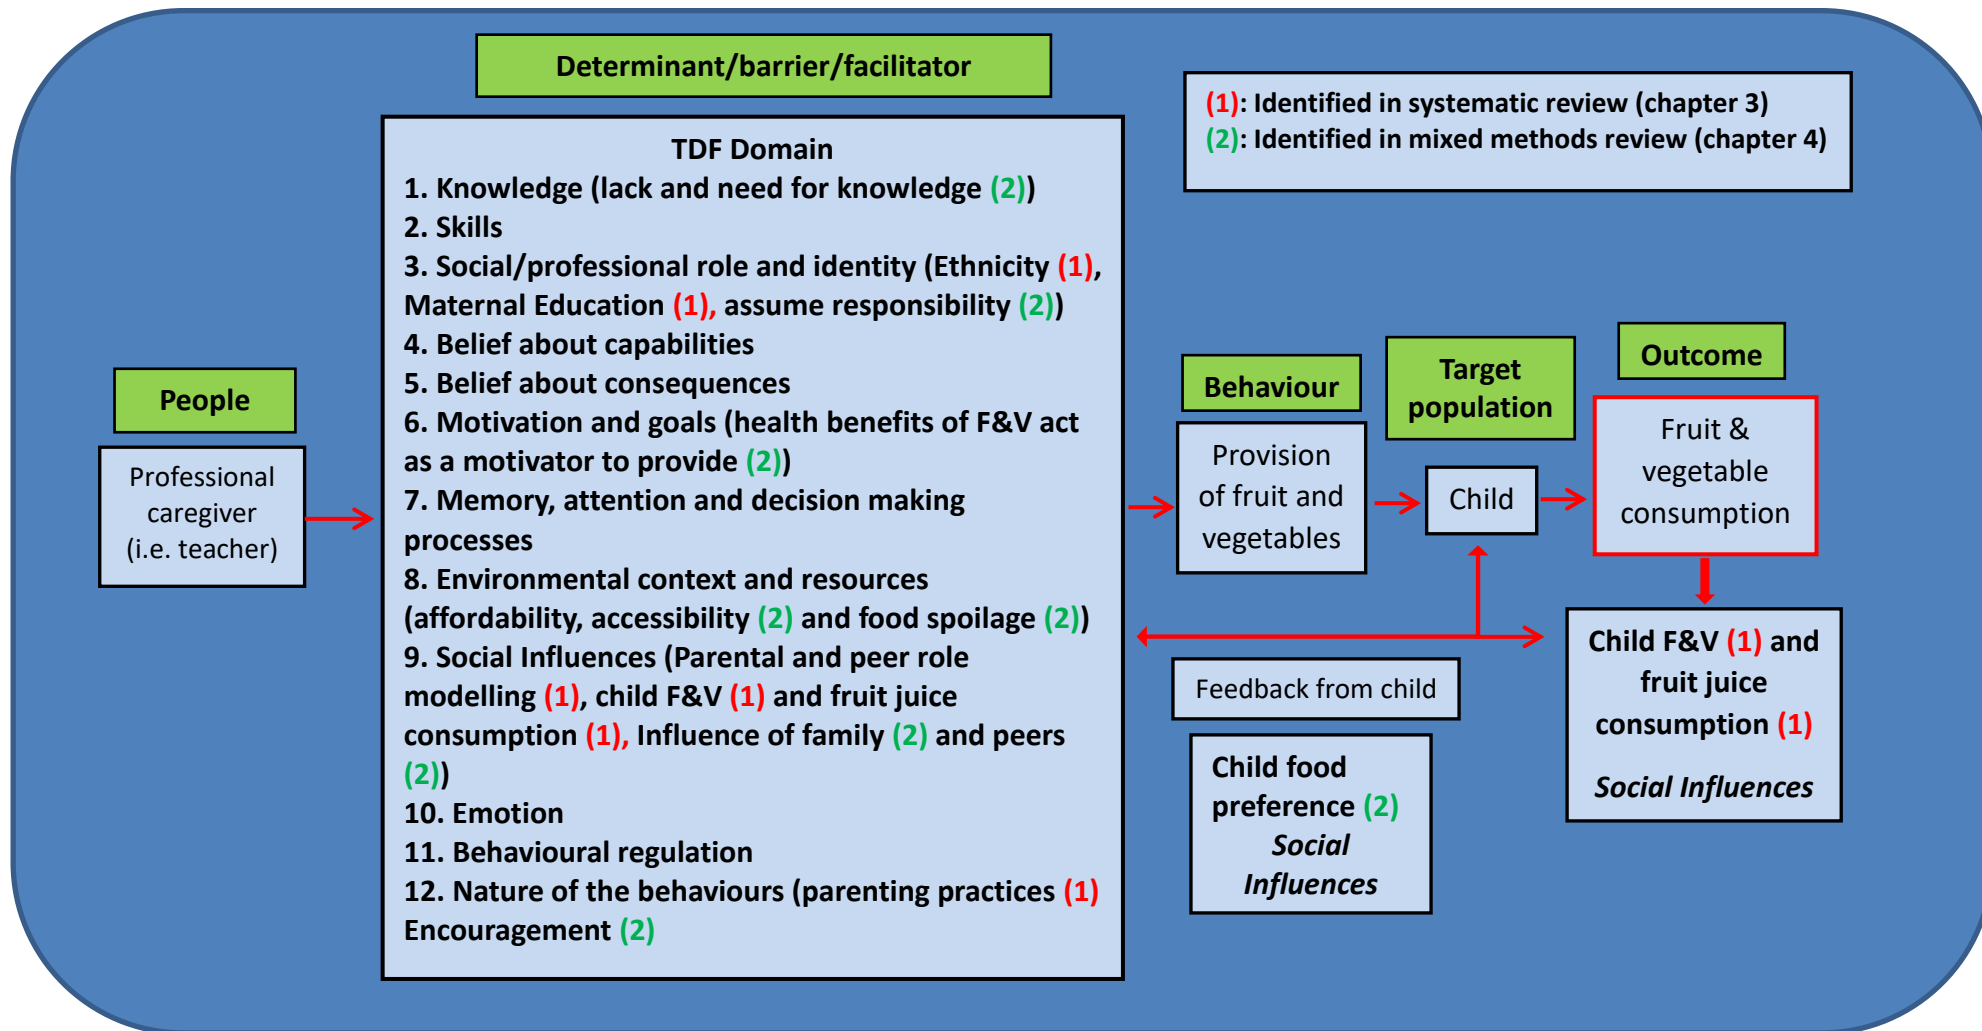 Determinant/barrier/facilitator
(1): Identified in systematic review (chapter 3)
(2): Identified in mixed methods review (chapter 4)
TDF Domain
1. Knowledge (lack and need for knowledge (2))
2. Skills
3. Social/professional role and identity (Ethnicity (1),
Maternal Education (1), assume responsibility (2))
4. Belief about capabilities
5. Belief about consequences
6. Motivation and goals (health benefits of F&V act
as a motivator to provide (2))
7. Memory, attention and decision making
processes
8. Environmental context and resources
(affordability, accessibility (2) and food spoilage (2))
9. Social Influences (Parental and peer role
modelling (1), child F&V (1) and fruit juice
consumption (1), Influence of family (2) and peers
(2))
10. Emotion
11. Behavioural regulation
12. Nature of the behaviours (parenting practices (1)
Encouragement (2)
People
Professional
caregiver
(i.e. teacher)
Behaviour
Provision
of fruit and
vegetables
Target
population
Child
Outcome
Fruit &
vegetable
consumption
Feedback from child
Child food
preference (2)
Social
Influences
Child F&V (1) and
fruit juice
consumption (1)
Social Influences